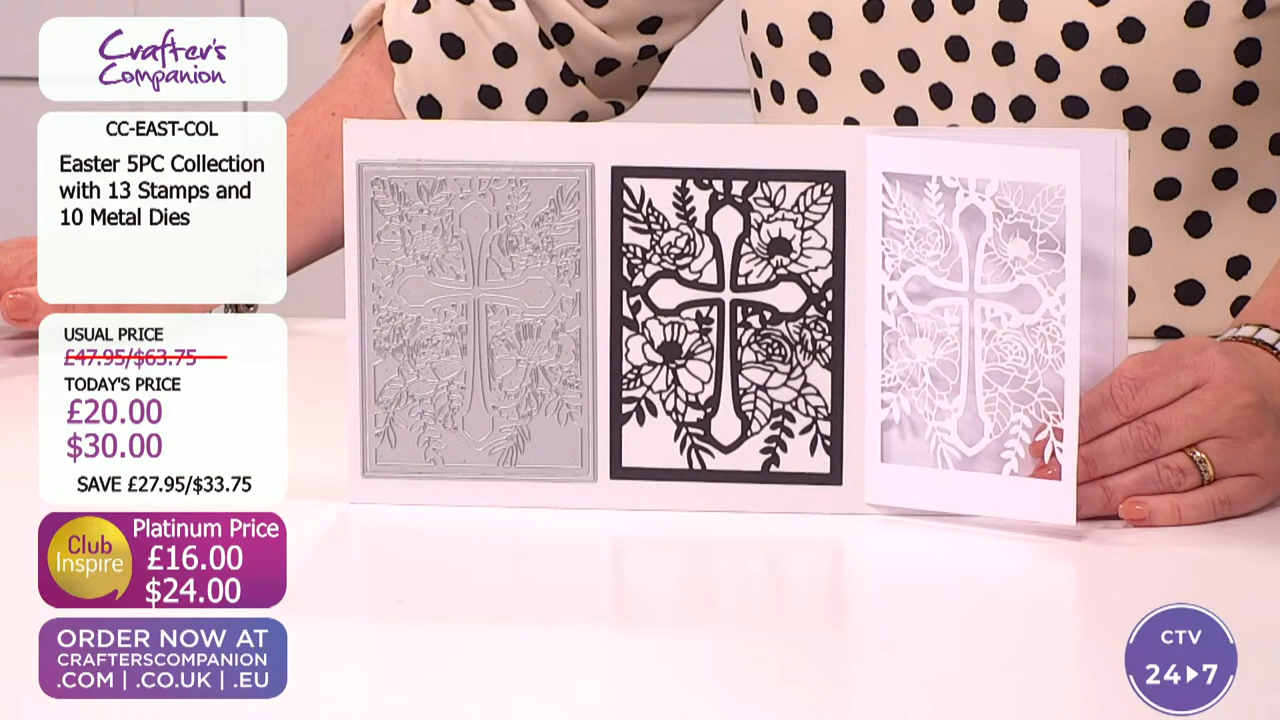 Crafter's
Companion
CC-EAST-COL
Easter 5PC Collection
with 13 Stamps and
10 Metal Dies
USUAL PRICE
£47.95/$63.75
TODAY'S PRICE
£20.00
$30.00
SAVE £27.95/$33.75
Club
Inspire
Platinum Price
£16.00
$24.00
ORDER NOW AT
CRAFTERSCOMPANION
.COM | .CO.UK | .EU
CTV
24▶7